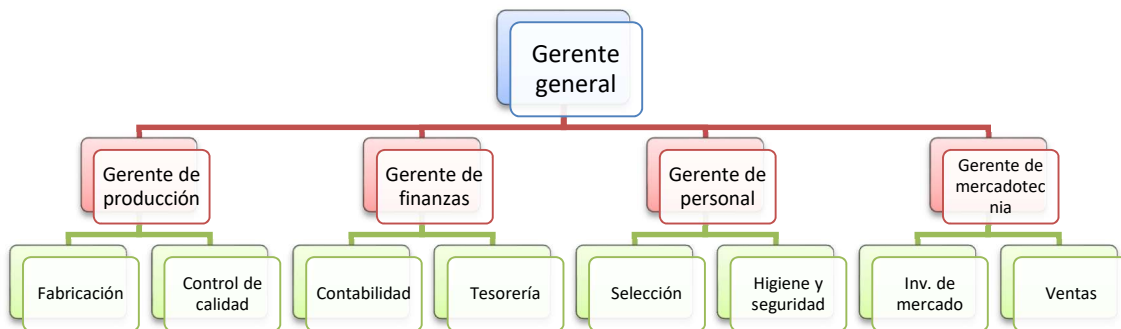 Gerente
general
Gerente de
producción
Gerente de
finanzas
Gerente de
personal
Gerente de
mercadotec
nia
Fabricación
Control de
calidad
Contabilidad
Tesorería
Selección
Higiene y
seguridad
Inv. de
mercado
Ventas